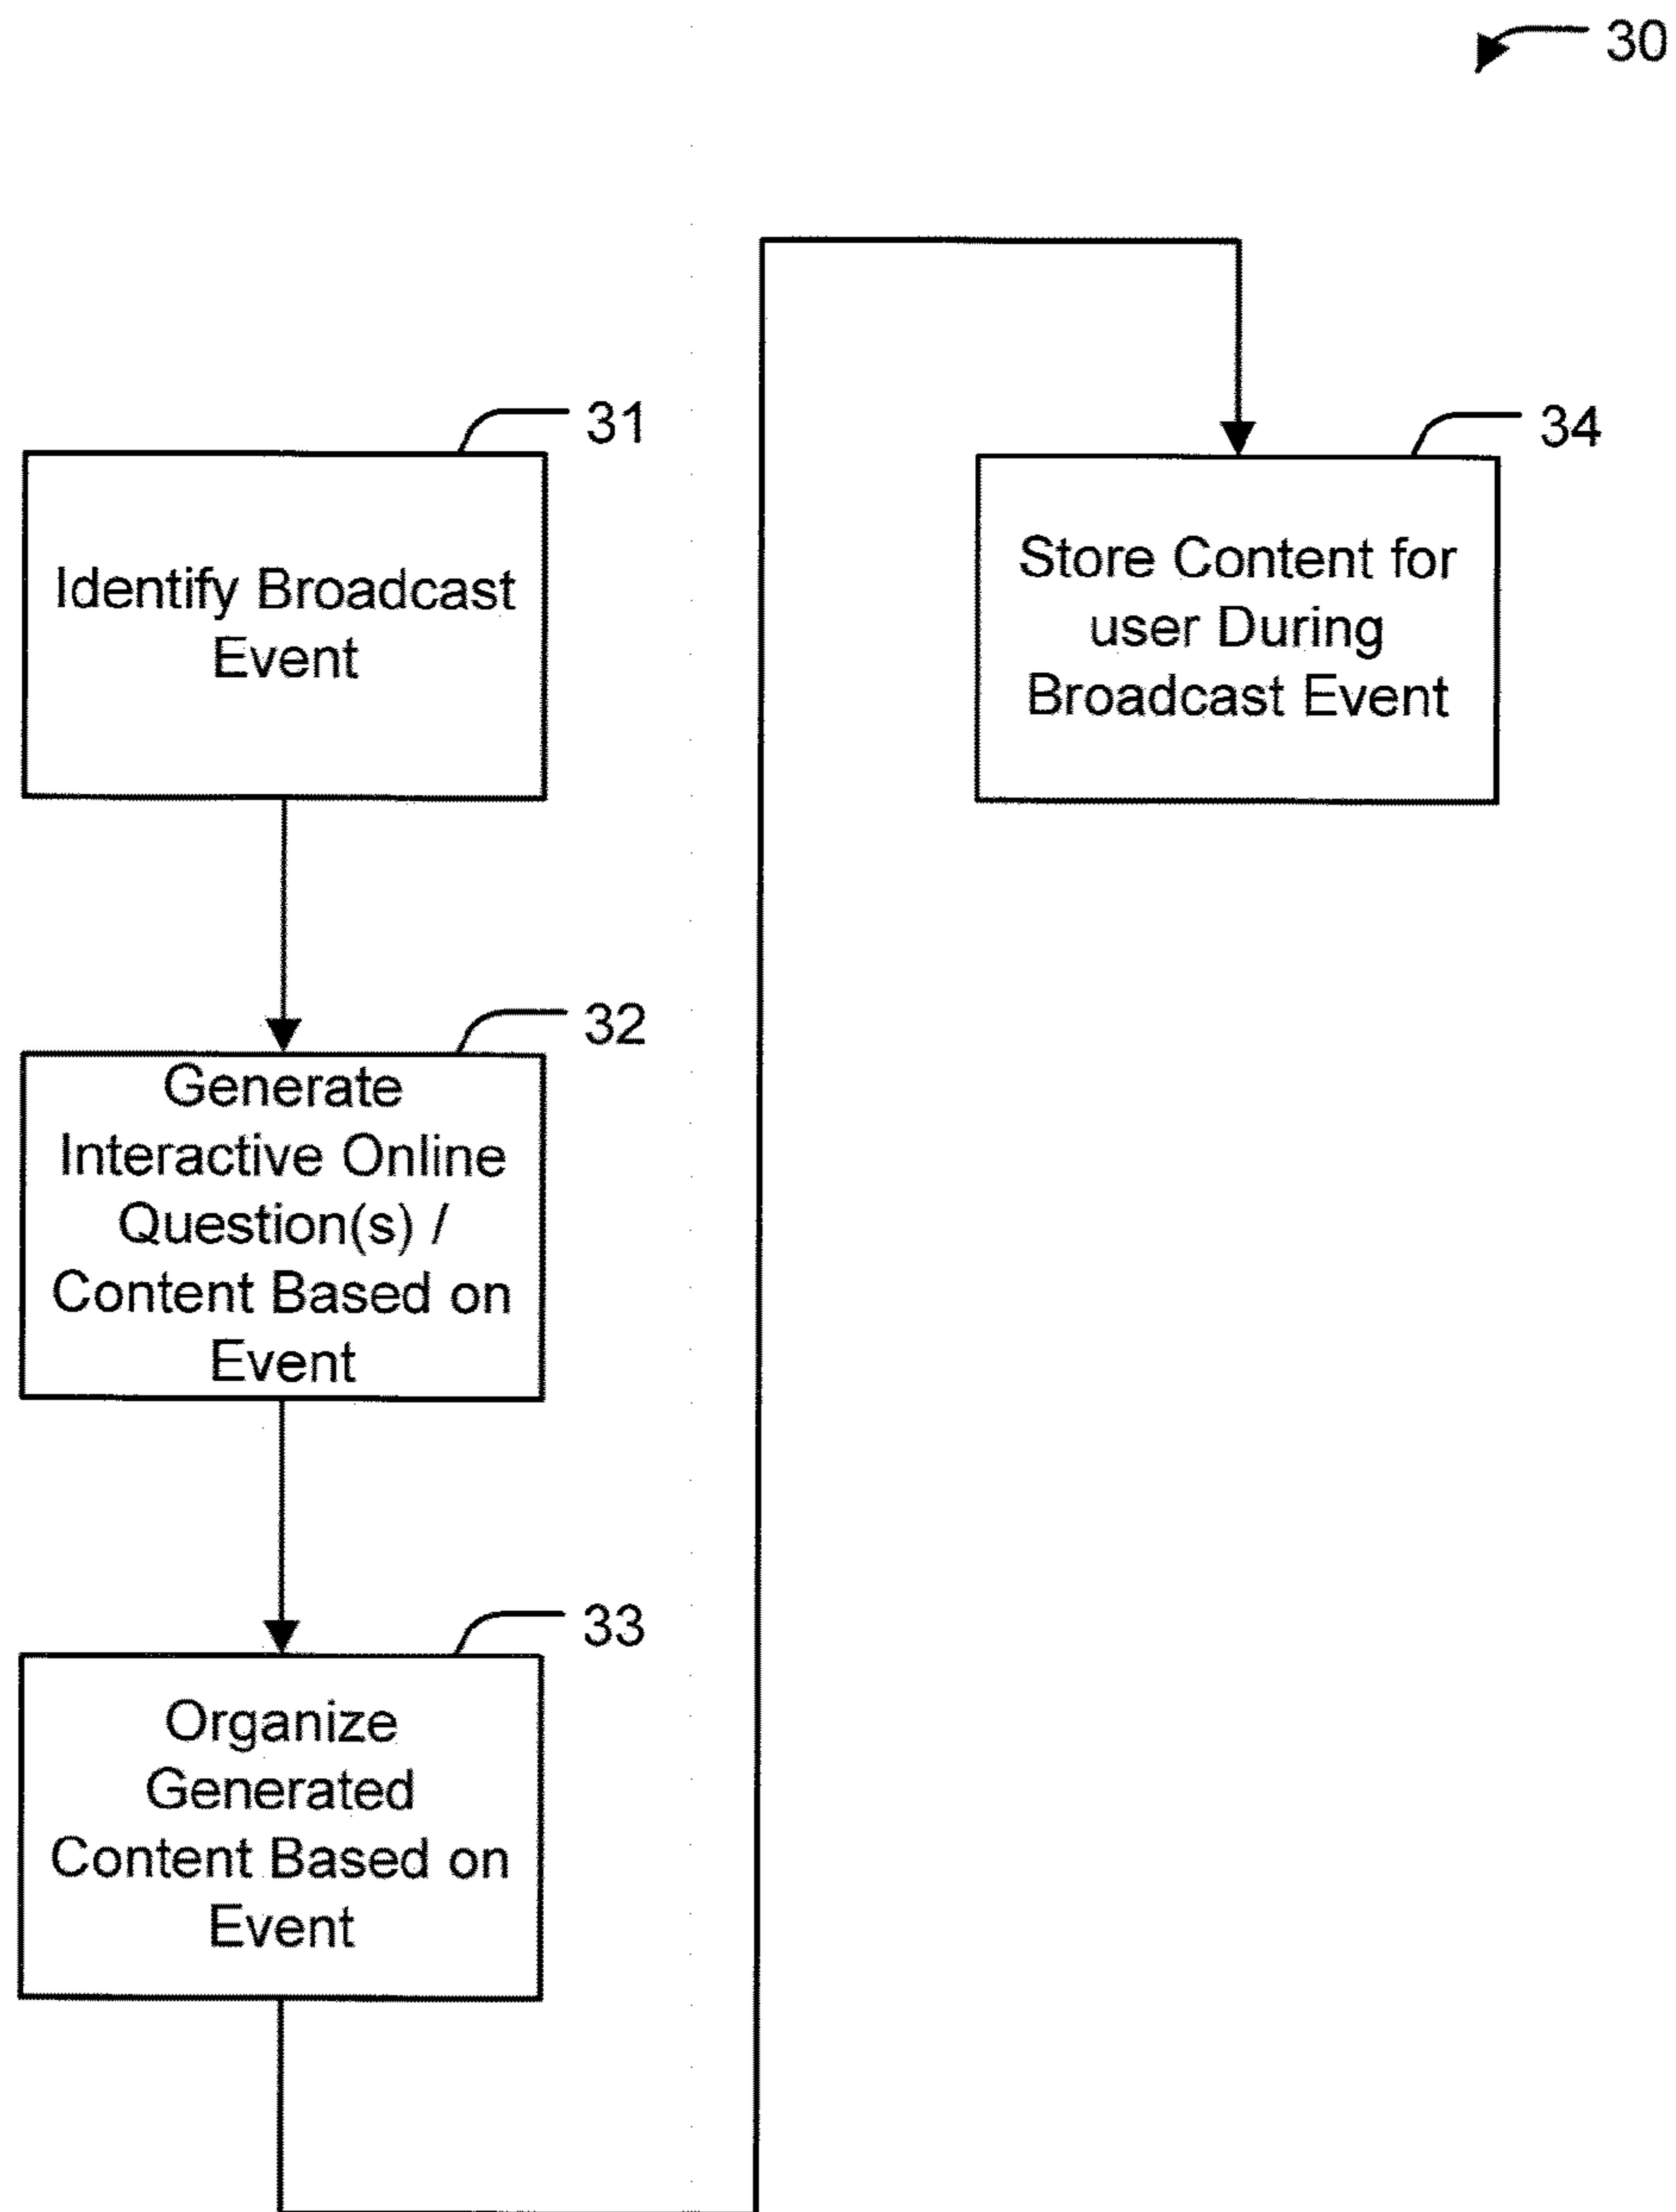 30
31
Identify Broadcast
Event
32
Generate
Interactive Online
Question(s) /
Content Based on
Event
33
Organize
Generated
Content Based on
Event
34
Store Content for
user During
Broadcast Event